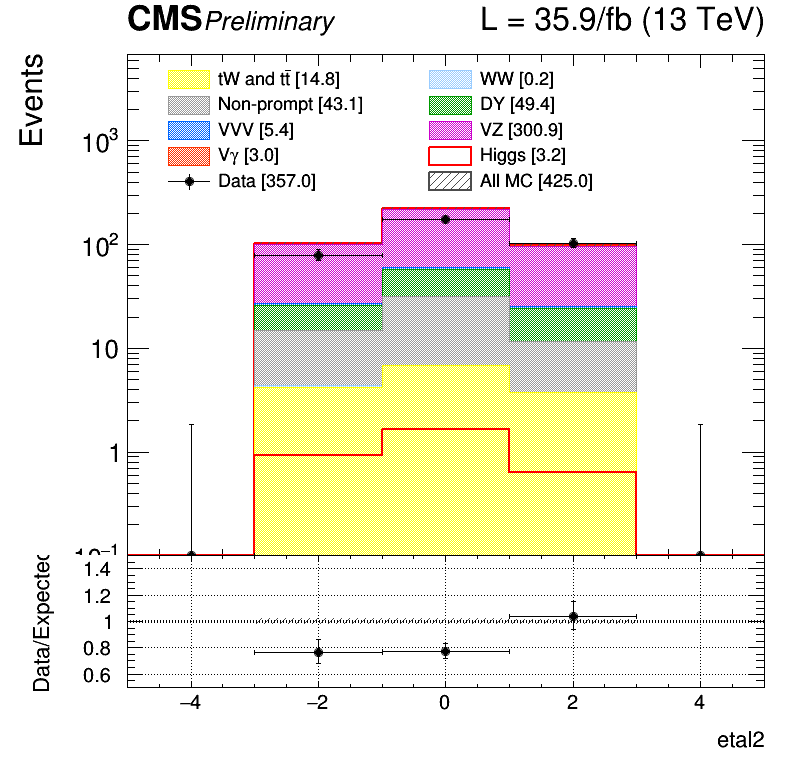 CMS Preliminary L = 35.9/fb (13 TeV)
Events
tW and tt̄ [14.8] WW [0.2]
Non-prompt [43.1] DY [49.4]
VVV [5.4] VZ [300.9]
Vγ [3.0] Higgs [3.2]
Data [357.0] All MC [425.0]
10³
10²
10
1
Data/Expected
1.4
1.2
1
0.8
0.6
−4 −2 0 2 4
etal2